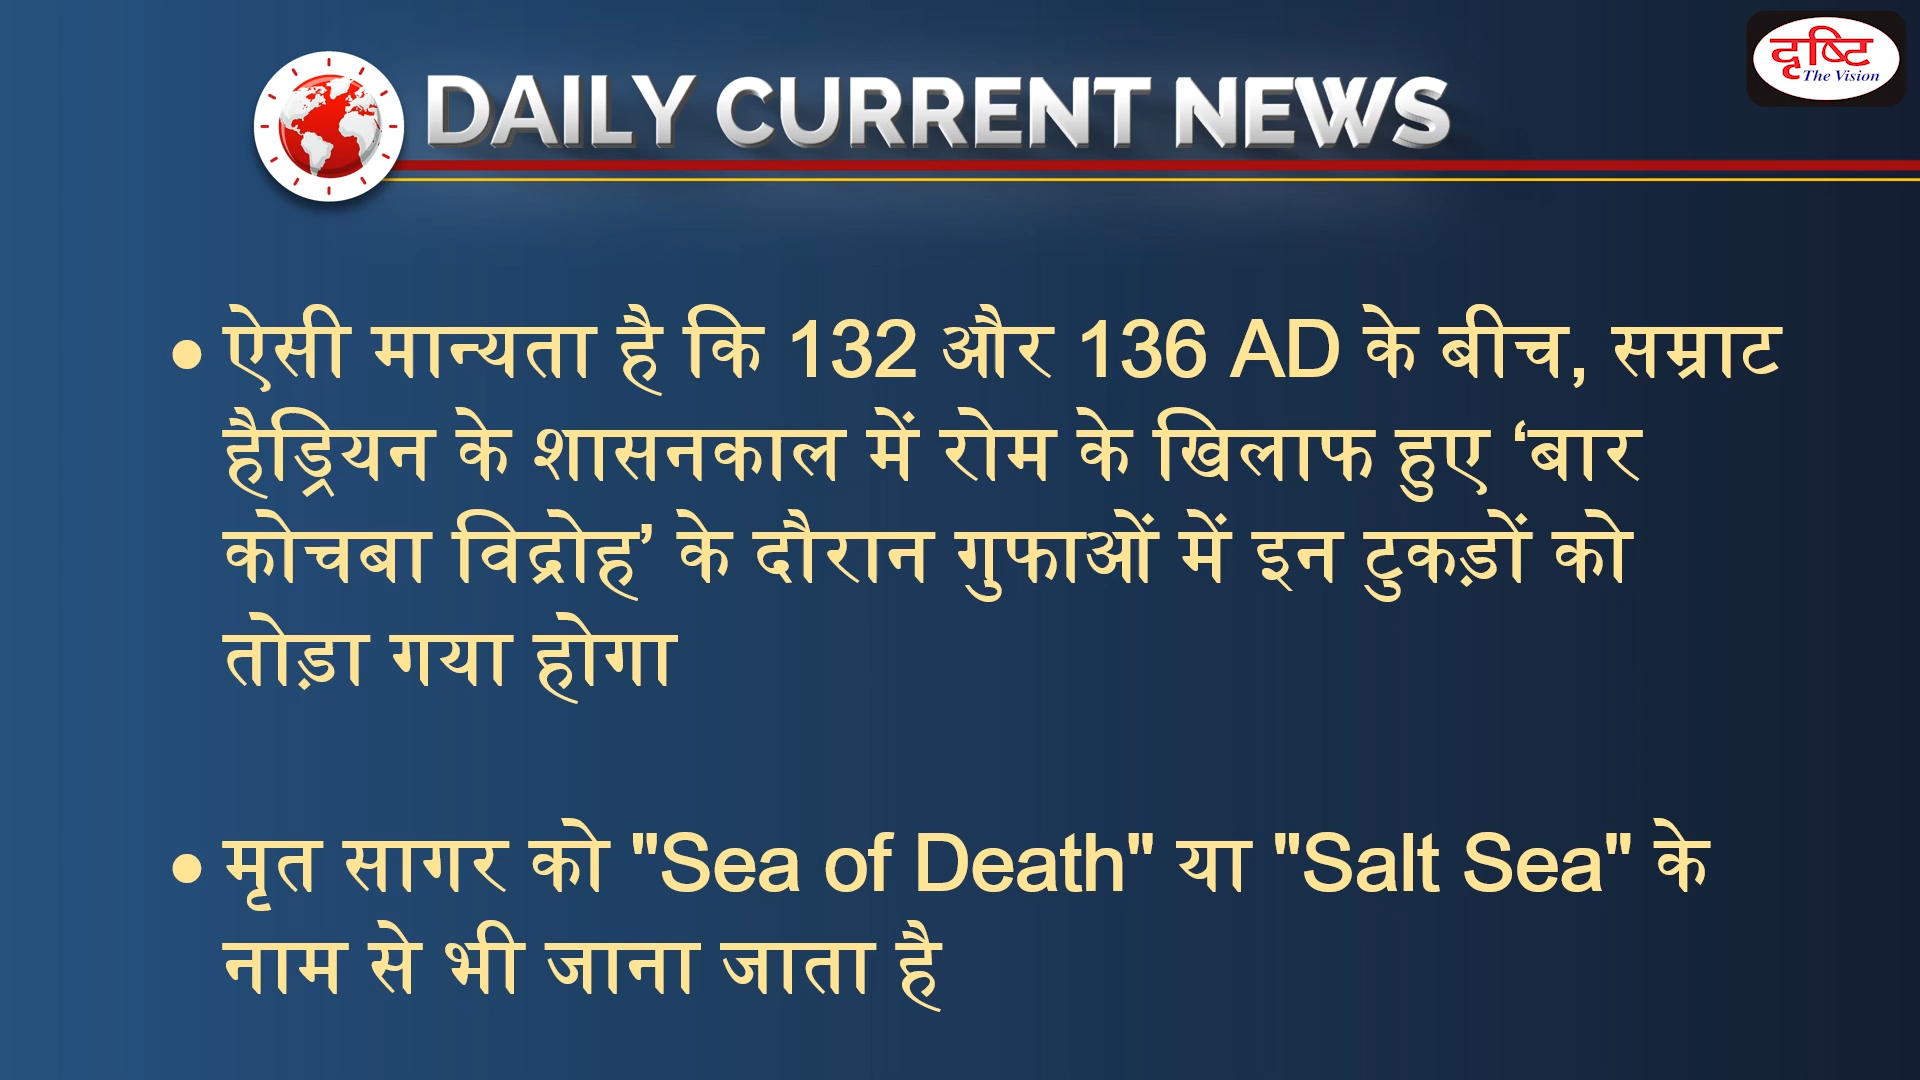 DAILY CURRENT NEWS
दृष्टि
The Vision
• ऐसी मान्यता है कि 132 और 136 AD के बीच, सम्राट
हैड्रियन के शासनकाल में रोम के खिलाफ हुए ‘बार
कोचबा विद्रोह’ के दौरान गुफाओं में इन टुकड़ों को
तोड़ा गया होगा
• मृत सागर को "Sea of Death" या "Salt Sea" के
नाम से भी जाना जाता है